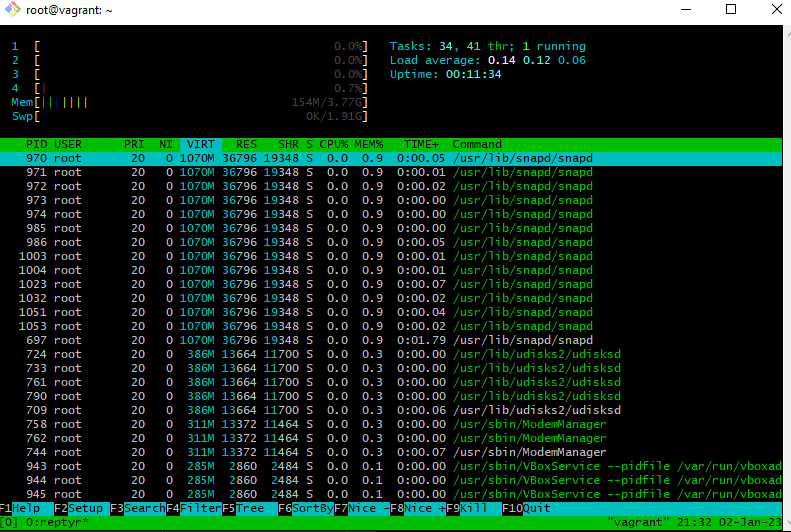 root@vagrant: ~
1 [ 0.0%] Tasks: 34, 41 thr; 1 running
2 [ 0.0%] Load average: 0.14 0.12 0.06
3 [ 0.0%] Uptime: 00:11:34
4 [| 0.7%]
Mem[||||||| 154M/3.77G]
Swp[ 0K/1.91G]
PID USER PRI NI VIRT RES SHR S CPU% MEM% TIME+ Command
970 root 20 0 1070M 36796 19348 S 0.0 0.9 0:00.05 /usr/lib/snapd/snapd
971 root 20 0 1070M 36796 19348 S 0.0 0.9 0:00.01 /usr/lib/snapd/snapd
972 root 20 0 1070M 36796 19348 S 0.0 0.9 0:00.02 /usr/lib/snapd/snapd
973 root 20 0 1070M 36796 19348 S 0.0 0.9 0:00.00 /usr/lib/snapd/snapd
974 root 20 0 1070M 36796 19348 S 0.0 0.9 0:00.00 /usr/lib/snapd/snapd
985 root 20 0 1070M 36796 19348 S 0.0 0.9 0:00.00 /usr/lib/snapd/snapd
986 root 20 0 1070M 36796 19348 S 0.0 0.9 0:00.05 /usr/lib/snapd/snapd
1003 root 20 0 1070M 36796 19348 S 0.0 0.9 0:00.01 /usr/lib/snapd/snapd
1004 root 20 0 1070M 36796 19348 S 0.0 0.9 0:00.01 /usr/lib/snapd/snapd
1023 root 20 0 1070M 36796 19348 S 0.0 0.9 0:00.07 /usr/lib/snapd/snapd
1032 root 20 0 1070M 36796 19348 S 0.0 0.9 0:00.02 /usr/lib/snapd/snapd
1051 root 20 0 1070M 36796 19348 S 0.0 0.9 0:00.04 /usr/lib/snapd/snapd
1053 root 20 0 1070M 36796 19348 S 0.0 0.9 0:00.02 /usr/lib/snapd/snapd
697 root 20 0 1070M 36796 19348 S 0.0 0.9 0:01.79 /usr/lib/snapd/snapd
724 root 20 0 386M 13664 11700 S 0.0 0.3 0:00.00 /usr/lib/udisks2/udisksd
733 root 20 0 386M 13664 11700 S 0.0 0.3 0:00.00 /usr/lib/udisks2/udisksd
761 root 20 0 386M 13664 11700 S 0.0 0.3 0:00.00 /usr/lib/udisks2/udisksd
790 root 20 0 386M 13664 11700 S 0.0 0.3 0:00.00 /usr/lib/udisks2/udisksd
709 root 20 0 386M 13664 11700 S 0.0 0.3 0:00.06 /usr/lib/udisks2/udisksd
758 root 20 0 311M 13372 11464 S 0.0 0.3 0:00.00 /usr/sbin/ModemManager
762 root 20 0 311M 13372 11464 S 0.0 0.3 0:00.00 /usr/sbin/ModemManager
744 root 20 0 311M 13372 11464 S 0.0 0.3 0:00.07 /usr/sbin/ModemManager
943 root 20 0 285M 2860 2484 S 0.0 0.1 0:00.00 /usr/sbin/VBoxService --pidfile /var/run/vboxad
944 root 20 0 285M 2860 2484 S 0.0 0.1 0:00.00 /usr/sbin/VBoxService --pidfile /var/run/vboxad
945 root 20 0 285M 2860 2484 S 0.0 0.1 0:00.00 /usr/sbin/VBoxService --pidfile /var/run/vboxad
F1Help F2Setup F3SearchF4FilterF5Tree F6SortByF7Nice -F8Nice +F9Kill F10Quit
[0] 0:reptyr* "vagrant" 21:32 02-Jan-23